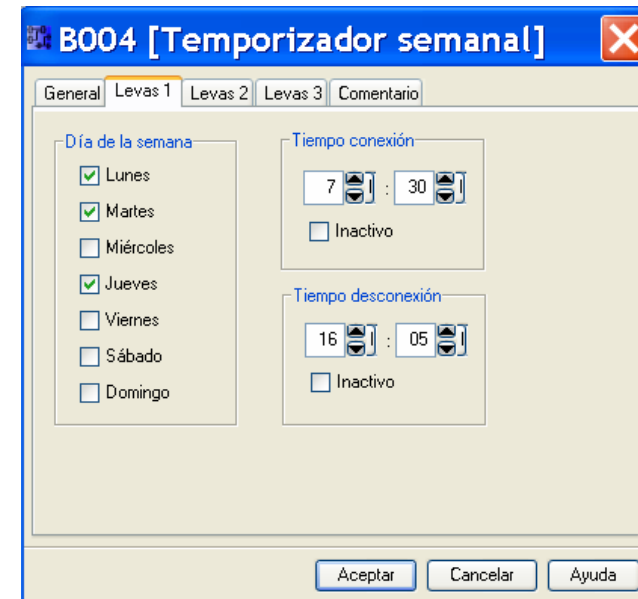 B004 [Temporizador semanal]
General Levas 1 Levas 2 Levas 3 Comentario
Día de la semana
Lunes
Martes
Miércoles
Jueves
Viernes
Sábado
Domingo
Tiempo conexión
7 : 30
Inactivo
Tiempo desconexión
16 : 05
Inactivo
Aceptar Cancelar Ayuda